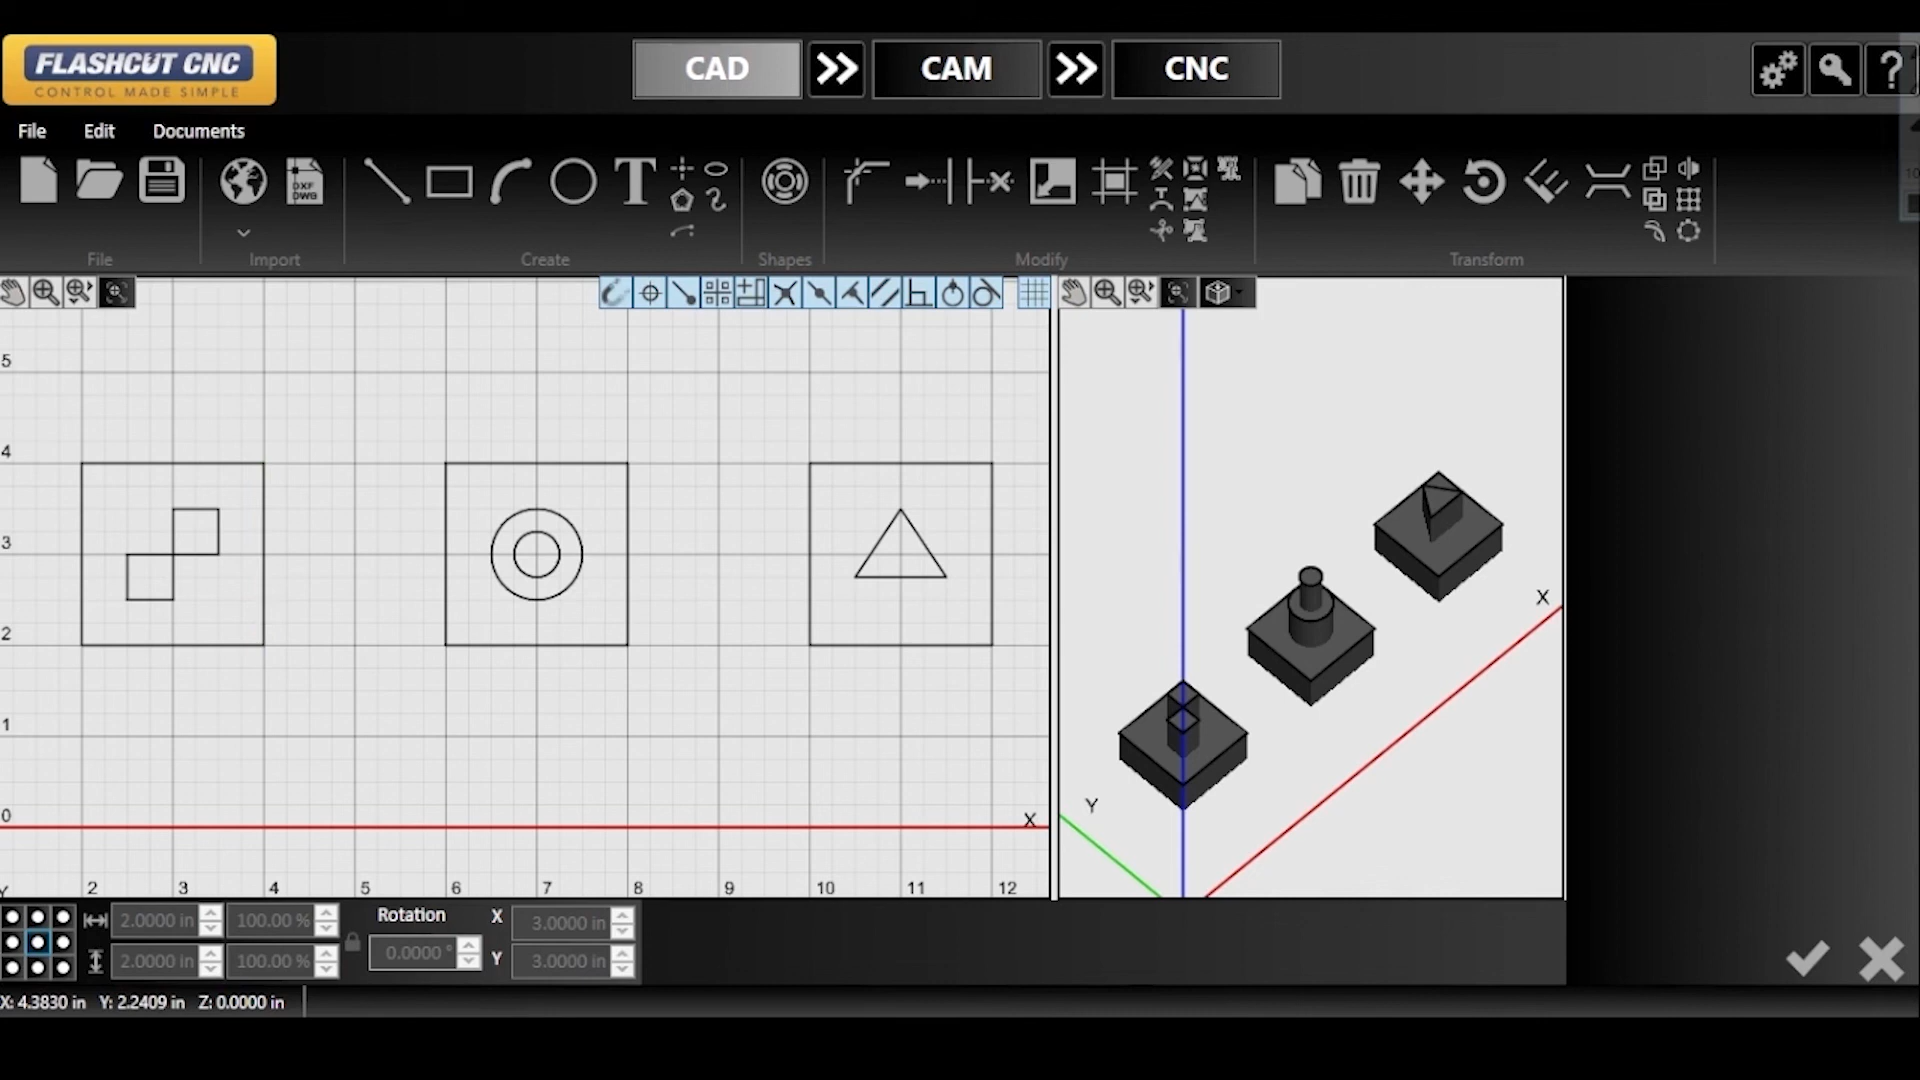 FLASHCUT CNC
CONTROL MADE SIMPLE
CAD
CAM
CNC
?
File Edit Documents
DXF
DWG
T
File Import Create Shapes Modify Transform
5
4
3
2
1
0
X
2 3 4 5 6 7 8 9 10 11 12
X
Y
2.0000 in 100.00 % Rotation X 3.0000 in
2.0000 in 100.00 % 0.0000 ° Y 3.0000 in
X: 4.3830 in Y: 2.2409 in Z: 0.0000 in